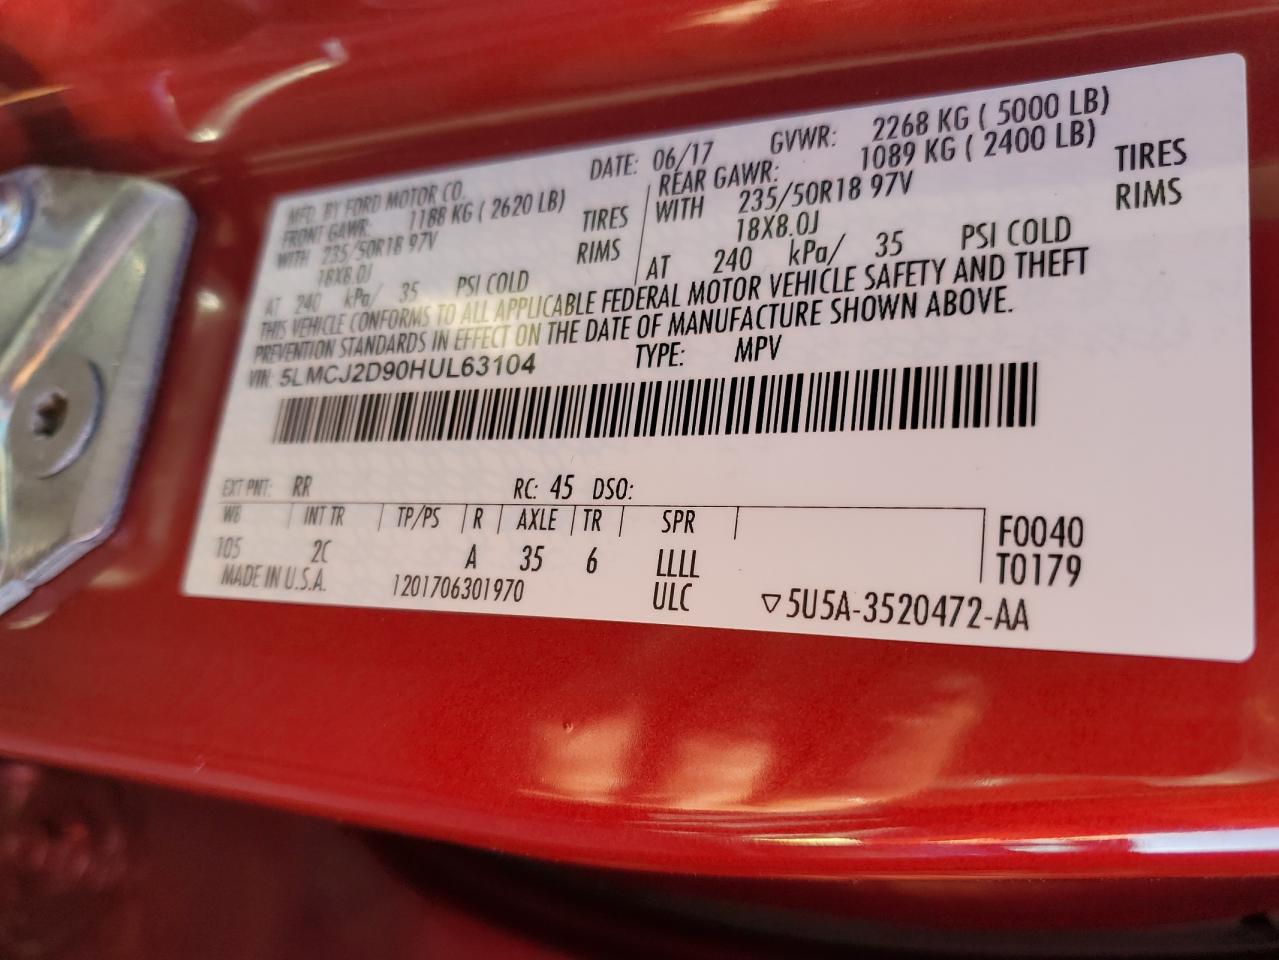 MFD. BY FORD MOTOR CO. DATE: 06/17 GVWR: 2268 KG ( 5000 LB)
FRONT GAWR: 1188 KG ( 2620 LB) REAR GAWR: 1089 KG ( 2400 LB)
WITH 235/50R18 97V TIRES WITH 235/50R18 97V TIRES
18X8.0J RIMS 18X8.0J RIMS
AT 240 kPa/ 35 PSI COLD AT 240 kPa/ 35 PSI COLD
THIS VEHICLE CONFORMS TO ALL APPLICABLE FEDERAL MOTOR VEHICLE SAFETY AND THEFT
PREVENTION STANDARDS IN EFFECT ON THE DATE OF MANUFACTURE SHOWN ABOVE.
VIN: 5LMCJ2D90HUL63104 TYPE: MPV
EXT PNT: RR RC: 45 DSO:
WB INT TR TP/PS R AXLE TR SPR F0040
105 2C A 35 6 LLLL T0179
MADE IN U.S.A. 1201706301970 ULC ▽5U5A-3520472-AA